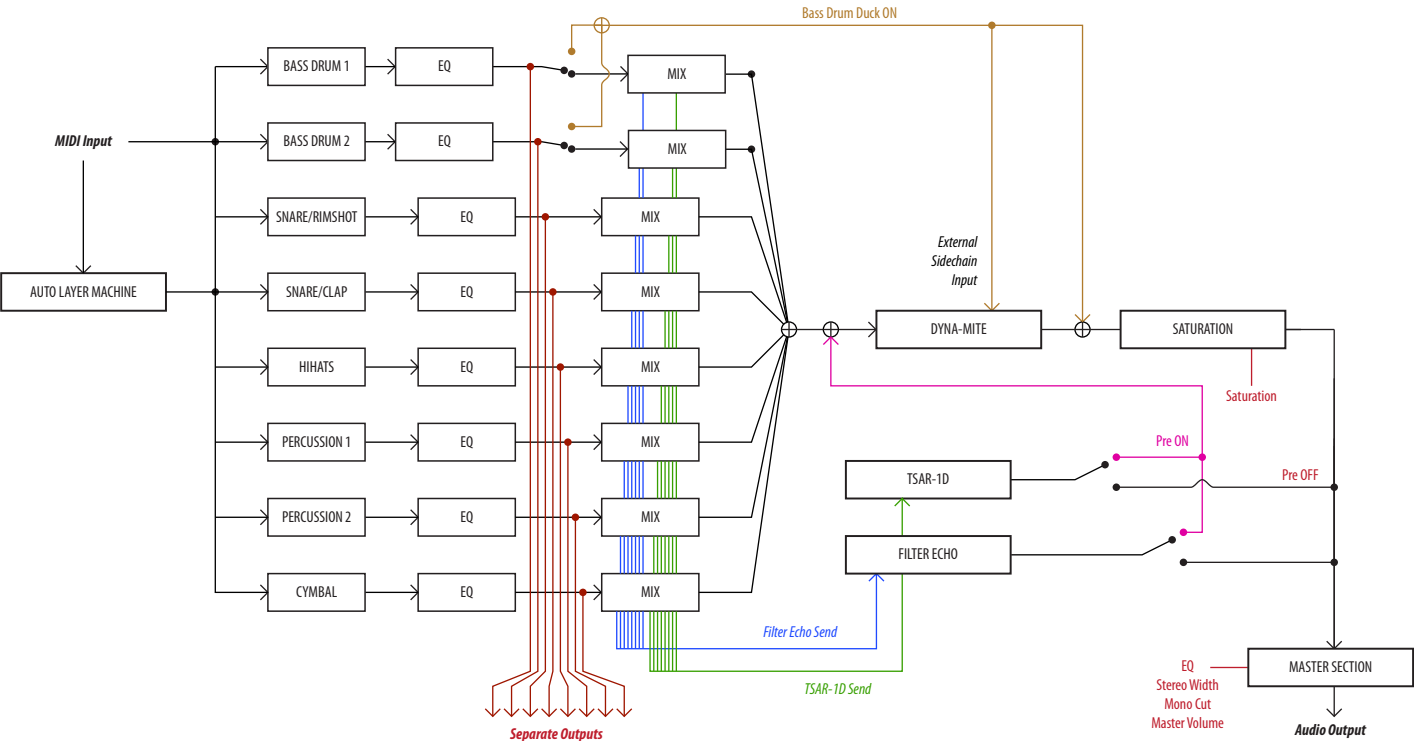 Bass Drum Duck ON
BASS DRUM 1
EQ
MIX
MIDI Input
BASS DRUM 2
EQ
MIX
SNARE/RIMSHOT
EQ
MIX
External
Sidechain
Input
AUTO LAYER MACHINE
SNARE/CLAP
EQ
MIX
DYNA-MITE
SATURATION
HIHATS
EQ
MIX
Saturation
PERCUSSION 1
EQ
MIX
Pre ON
TSAR-1D
Pre OFF
PERCUSSION 2
EQ
MIX
FILTER ECHO
CYMBAL
EQ
MIX
Filter Echo Send
TSAR-1D Send
EQ
Stereo Width
Mono Cut
Master Volume
MASTER SECTION
Separate Outputs
Audio Output